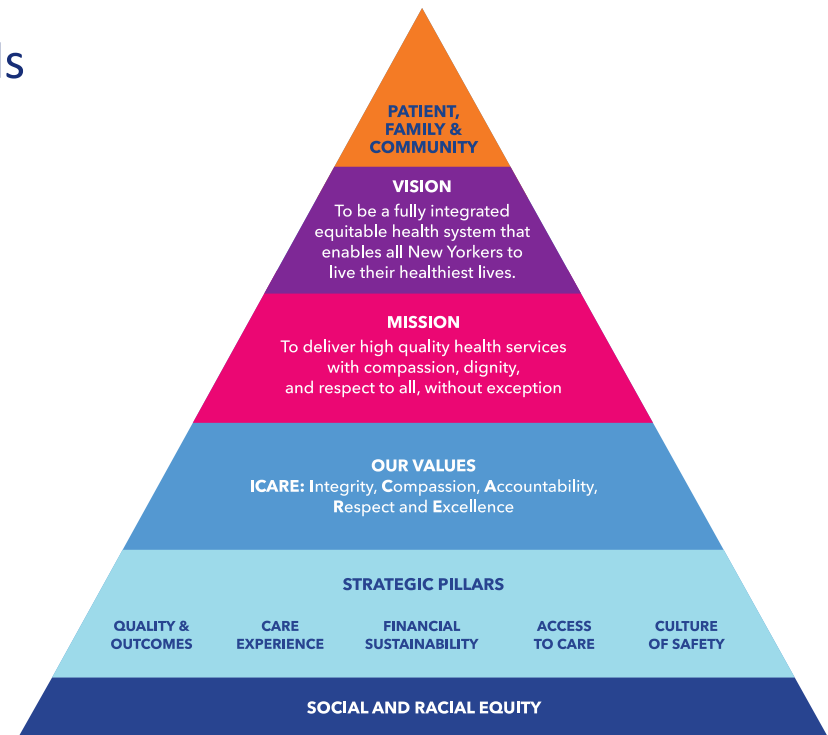 ls
PATIENT,
FAMILY &
COMMUNITY
VISION
To be a fully integrated
equitable health system that
enables all New Yorkers to
live their healthiest lives.
MISSION
To deliver high quality health services
with compassion, dignity,
and respect to all, without exception
OUR VALUES
ICARE: Integrity, Compassion, Accountability,
Respect and Excellence
STRATEGIC PILLARS
QUALITY &
OUTCOMES
CARE
EXPERIENCE
FINANCIAL
SUSTAINABILITY
ACCESS
TO CARE
CULTURE
OF SAFETY
SOCIAL AND RACIAL EQUITY